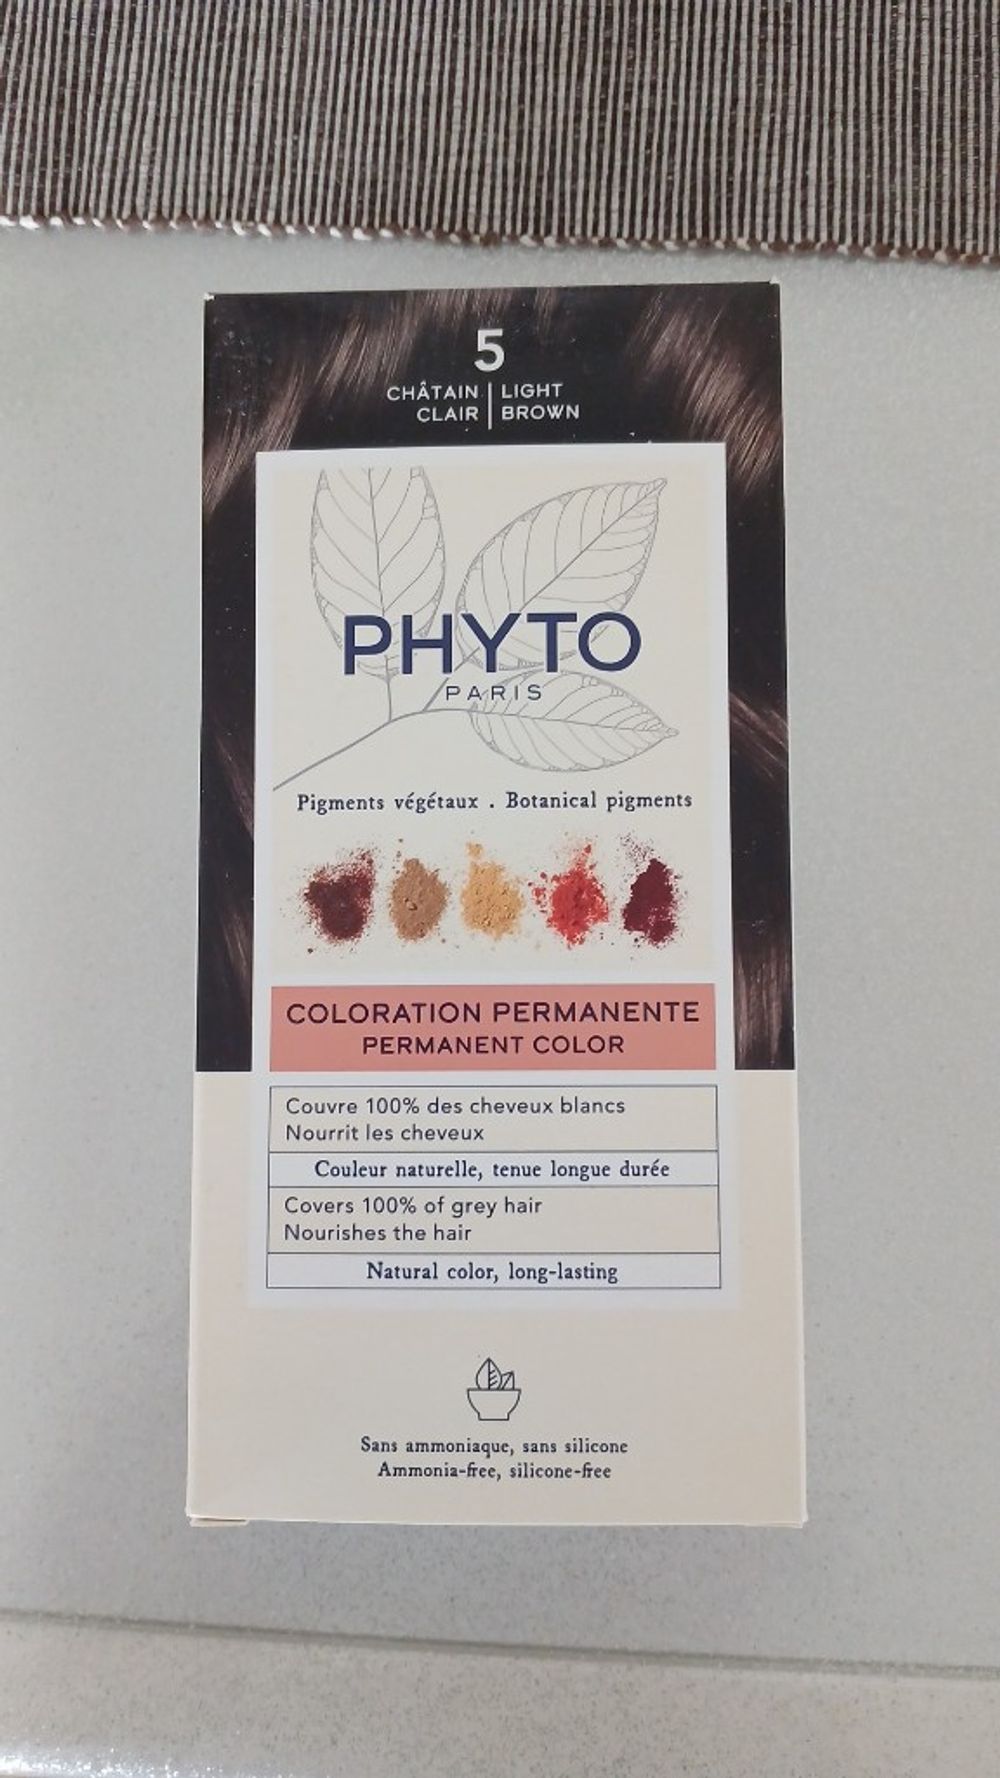 5
CHÂTAIN | LIGHT
CLAIR | BROWN
PHYTO
PARIS
Pigments végétaux . Botanical pigments
COLORATION PERMANENTE
PERMANENT COLOR
Couvre 100% des cheveux blancs
Nourrit les cheveux
Couleur naturelle, tenue longue durée
Covers 100% of grey hair
Nourishes the hair
Natural color, long-lasting
Sans ammoniaque, sans silicone
Ammonia-free, silicone-free